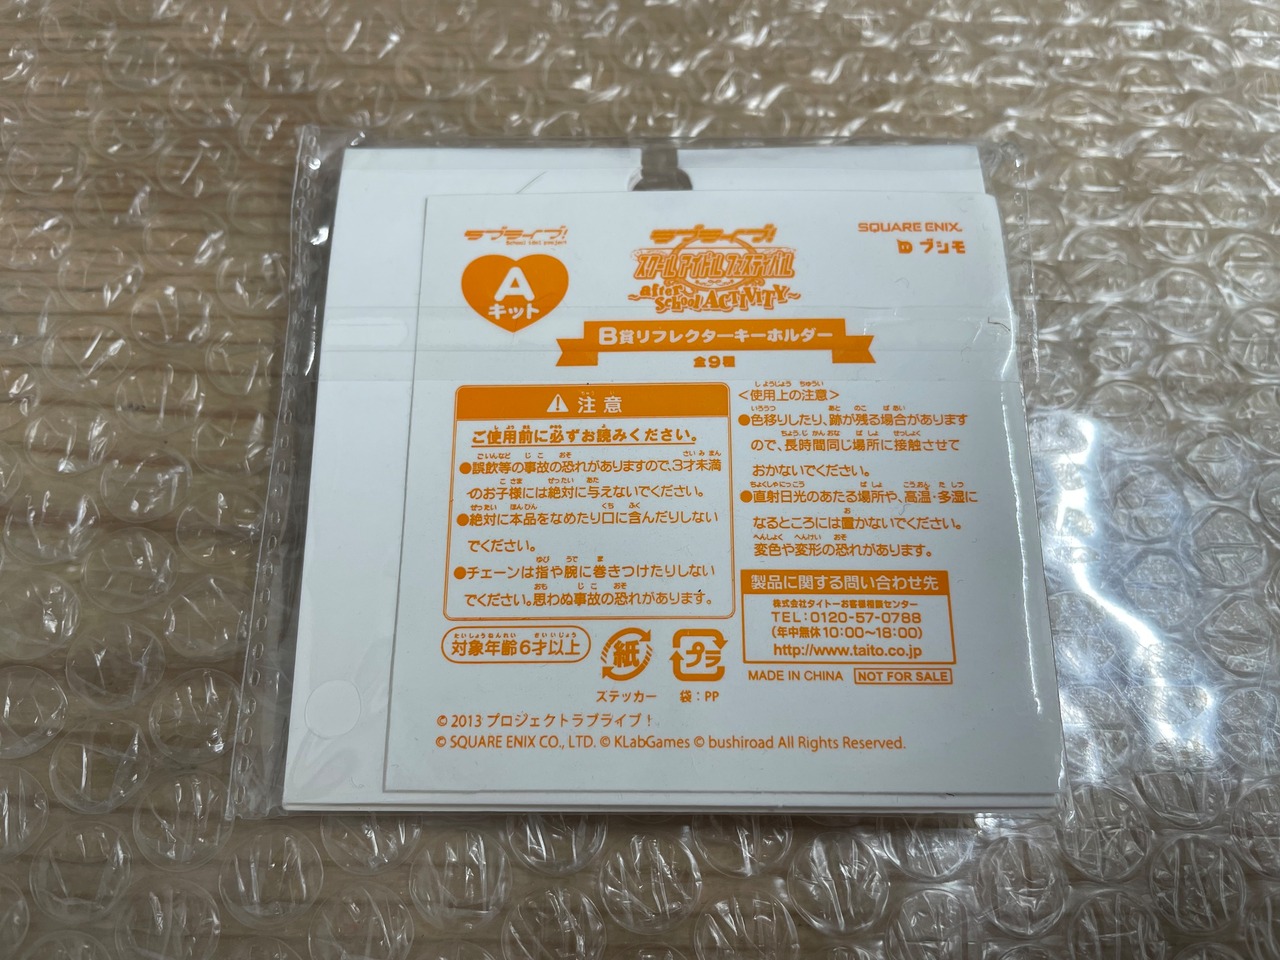 ラブライブ!
School idol project
Aキット
ラブライブ!
スクールアイドルフェスティバル
~after School ACTIVITY~
SQUARE ENIX.
ブシモ
B賞リフレクターキーホルダー
全9種
注意
ご使用前に必ずお読みください。
●誤飲等の事故の恐れがありますので、3才未満
のお子様には絶対に与えないでください。
●絶対に本品をなめたり口に含んだりしない
でください。
●チェーンは指や腕に巻きつけたりしない
でください。思わぬ事故の恐れがあります。
対象年齢6才以上
紙
ステッカー
プラ
袋:PP
<使用上の注意>
●色移りしたり、跡が残る場合があります
ので、長時間同じ場所に接触させて
おかないでください。
●直射日光のあたる場所や、高温・多湿に
なるところには置かないでください。
変色や変形の恐れがあります。
製品に関する問い合わせ先
株式会社タイトーお客様相談センター
TEL:0120-57-0788
(年中無休10:00~18:00)
http://www.taito.co.jp
MADE IN CHINA
NOT FOR SALE
© 2013 プロジェクトラブライブ!
© SQUARE ENIX CO., LTD. © KLabGames © bushiroad All Rights Reserved.